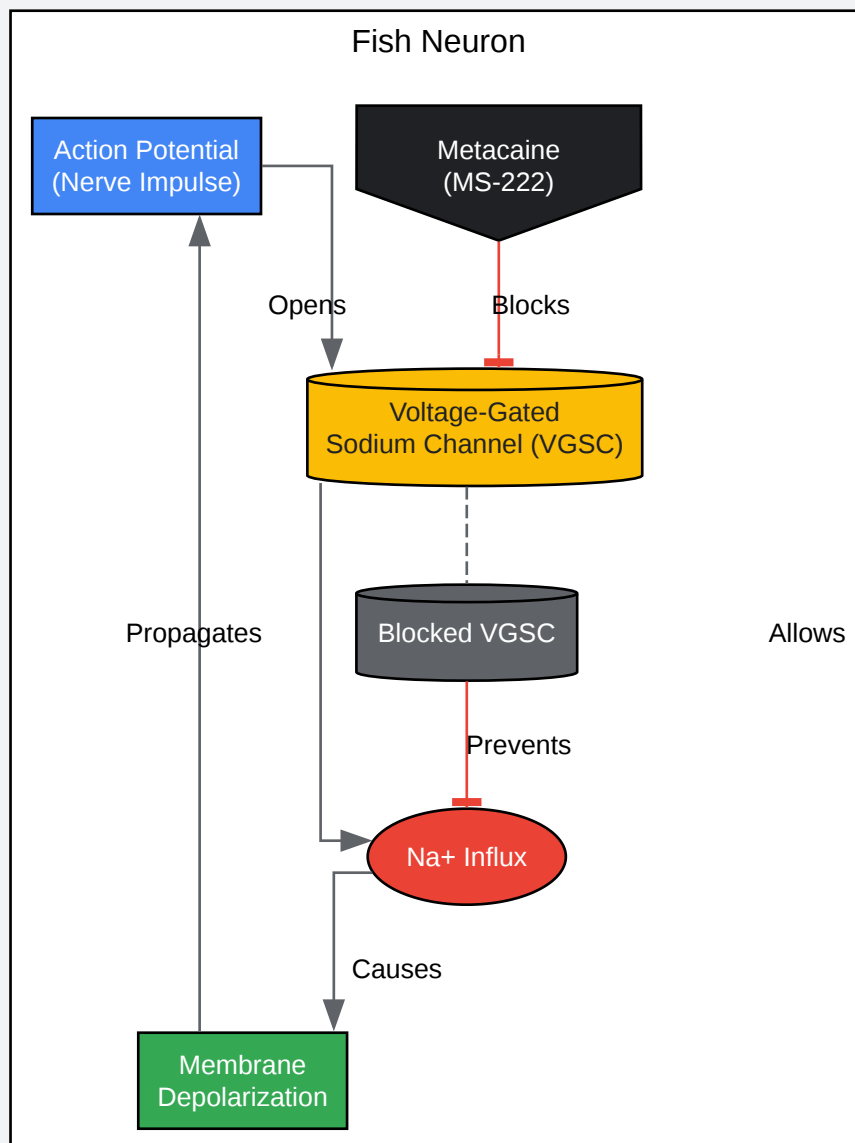 Fish Neuron
Action Potential
(Nerve Impulse)
Metacaine
(MS-222)
Opens
Blocks
Voltage-Gated
Sodium Channel (VGSC)
Propagates
Blocked VGSC
Allows
Prevents
Na+ Influx
Causes
Membrane
Depolarization